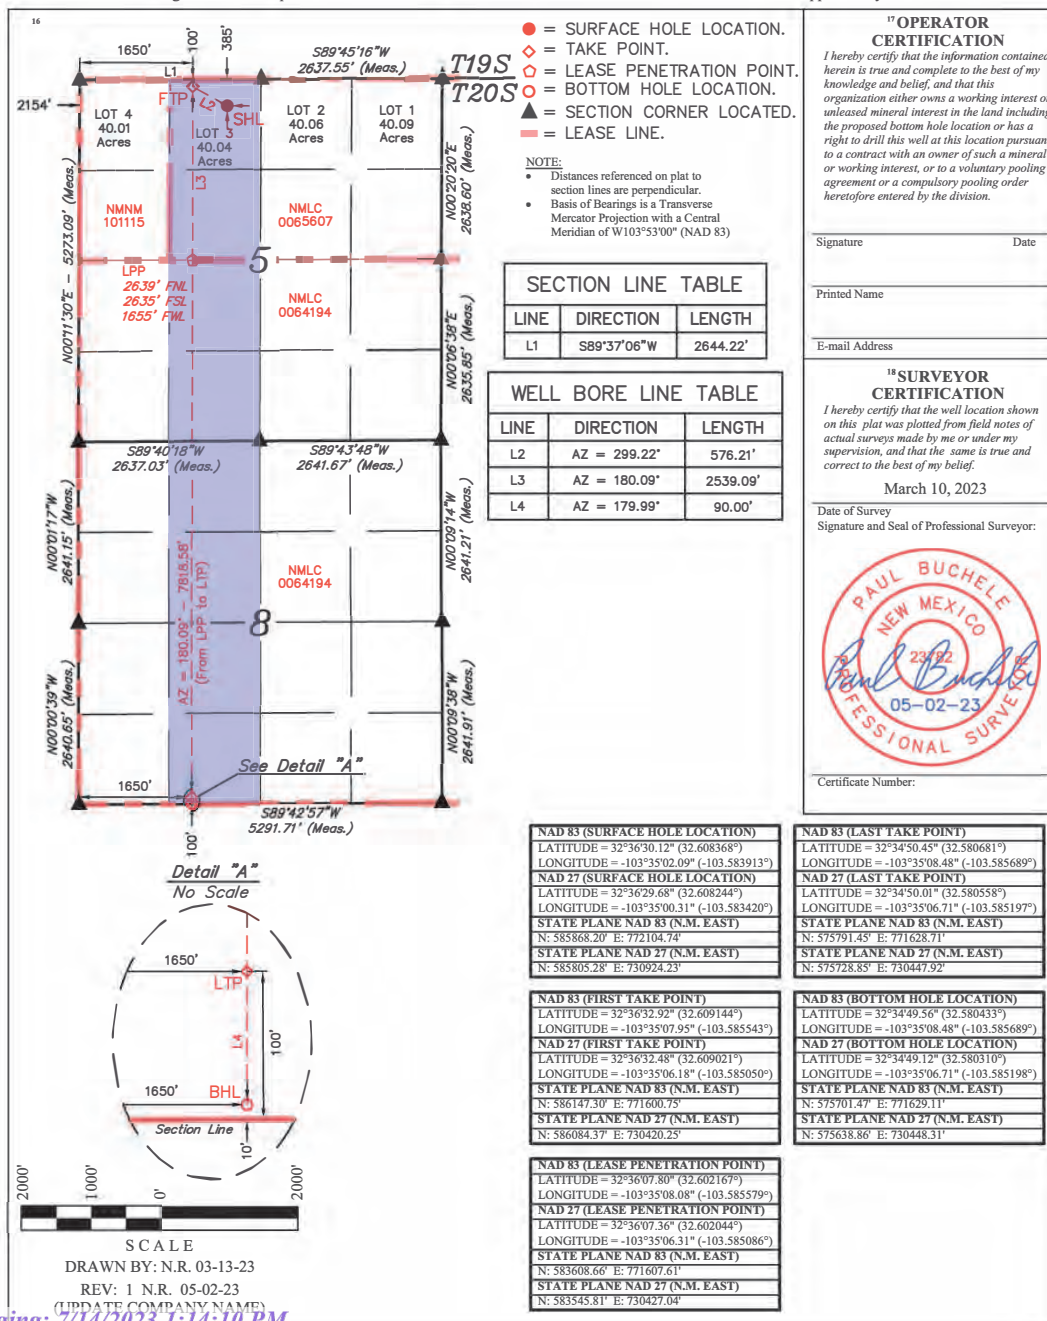 16
1650'
100'
385'
S89°45'16"W
2637.55' (Meas.)
L1
T19S
T20S
2154'
FTP
L2
SHL
LOT 4
40.01
Acres
LOT 3
40.04
Acres
LOT 2
40.06
Acres
LOT 1
40.09
Acres
L3
NMNM
101115
NMLC
0065607
N00°20'20"E
2638.60' (Meas.)
N00°11'30"E - 5273.09' (Meas.)
5
LPP
2639' FNL
2635' FSL
1655' FWL
NMLC
0064194
N00°06'38"E
2635.85' (Meas.)
S89°40'18"W
2637.03' (Meas.)
S89°43'48"W
2641.67' (Meas.)
N00°01'17"W
2641.15' (Meas.)
N00°09'14"W
2641.21' (Meas.)
NMLC
0064194
AZ = 180.09° - 7818.58'
(From LPP to LTP)
8
N00°00'39"W
2640.65' (Meas.)
N00°09'38"W
2641.91' (Meas.)
See Detail "A"
1650'
S89°42'57"W
5291.71' (Meas.)
100'
Detail "A"
No Scale
1650'
LTP
L4
100'
1650'
BHL
Section Line
10'
2000'
1000'
0'
2000'
SCALE
DRAWN BY: N.R. 03-13-23
REV: 1 N.R. 05-02-23
(UPDATE COMPANY NAME)
ging: 7/14/2023 1:14:10 PM
= SURFACE HOLE LOCATION.
= TAKE POINT.
= LEASE PENETRATION POINT.
= BOTTOM HOLE LOCATION.
= SECTION CORNER LOCATED.
= LEASE LINE.
NOTE:
• Distances referenced on plat to
section lines are perpendicular.
• Basis of Bearings is a Transverse
Mercator Projection with a Central
Meridian of W103°53'00" (NAD 83)
SECTION LINE TABLE
LINE DIRECTION LENGTH
L1 S89°37'06"W 2644.22'
WELL BORE LINE TABLE
LINE DIRECTION LENGTH
L2 AZ = 299.22° 576.21'
L3 AZ = 180.09° 2539.09'
L4 AZ = 179.99° 90.00'
17 OPERATOR
CERTIFICATION
I hereby certify that the information contained
herein is true and complete to the best of my
knowledge and belief, and that this
organization either owns a working interest o
unleased mineral interest in the land including
the proposed bottom hole location or has a
right to drill this well at this location pursuan
to a contract with an owner of such a mineral
or working interest, or to a voluntary pooling
agreement or a compulsory pooling order
heretofore entered by the division.
Signature Date
Printed Name
E-mail Address
18 SURVEYOR
CERTIFICATION
I hereby certify that the well location shown
on this plat was plotted from field notes of
actual surveys made by me or under my
supervision, and that the same is true and
correct to the best of my belief.
March 10, 2023
Date of Survey
Signature and Seal of Professional Surveyor:
PAUL BUCHELE
NEW MEXICO
23782
Paul Buchele
05-02-23
PROFESSIONAL SURVEYOR
Certificate Number:
NAD 83 (SURFACE HOLE LOCATION)
LATITUDE = 32°36'30.12" (32.608368°)
LONGITUDE = -103°35'02.09" (-103.583913°)
NAD 27 (SURFACE HOLE LOCATION)
LATITUDE = 32°36'29.68" (32.608244°)
LONGITUDE = -103°35'00.31" (-103.583420°)
STATE PLANE NAD 83 (N.M. EAST)
N: 585868.20' E: 772104.74'
STATE PLANE NAD 27 (N.M. EAST)
N: 585805.28' E: 730924.23'
NAD 83 (LAST TAKE POINT)
LATITUDE = 32°34'50.45" (32.580681°)
LONGITUDE = -103°35'08.48" (-103.585689°)
NAD 27 (LAST TAKE POINT)
LATITUDE = 32°34'50.01" (32.580558°)
LONGITUDE = -103°35'06.71" (-103.585197°)
STATE PLANE NAD 83 (N.M. EAST)
N: 575791.45' E: 771628.71'
STATE PLANE NAD 27 (N.M. EAST)
N: 575728.85' E: 730447.92'
NAD 83 (FIRST TAKE POINT)
LATITUDE = 32°36'32.92" (32.609144°)
LONGITUDE = -103°35'07.95" (-103.585543°)
NAD 27 (FIRST TAKE POINT)
LATITUDE = 32°36'32.48" (32.609021°)
LONGITUDE = -103°35'06.18" (-103.585050°)
STATE PLANE NAD 83 (N.M. EAST)
N: 586147.30' E: 771600.75'
STATE PLANE NAD 27 (N.M. EAST)
N: 586084.37' E: 730420.25'
NAD 83 (BOTTOM HOLE LOCATION)
LATITUDE = 32°34'49.56" (32.580433°)
LONGITUDE = -103°35'08.48" (-103.585689°)
NAD 27 (BOTTOM HOLE LOCATION)
LATITUDE = 32°34'49.12" (32.580310°)
LONGITUDE = -103°35'06.71" (-103.585198°)
STATE PLANE NAD 83 (N.M. EAST)
N: 575701.47' E: 771629.11'
STATE PLANE NAD 27 (N.M. EAST)
N: 575638.86' E: 730448.31'
NAD 83 (LEASE PENETRATION POINT)
LATITUDE = 32°36'07.80" (32.602167°)
LONGITUDE = -103°35'08.08" (-103.585579°)
NAD 27 (LEASE PENETRATION POINT)
LATITUDE = 32°36'07.36" (32.602044°)
LONGITUDE = -103°35'06.31" (-103.585086°)
STATE PLANE NAD 83 (N.M. EAST)
N: 583608.66' E: 771607.61'
STATE PLANE NAD 27 (N.M. EAST)
N: 583545.81' E: 730427.04'